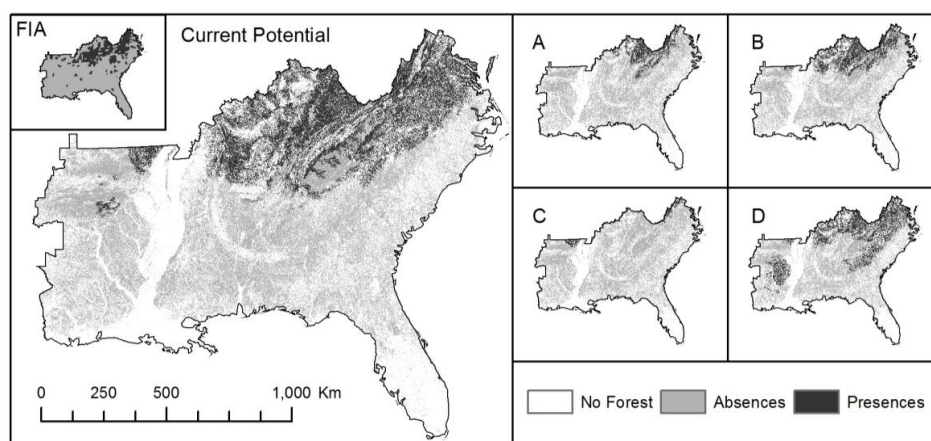 FIA
Current Potential
A
B
C
D
0 250 500 1,000 Km
No Forest Absences Presences